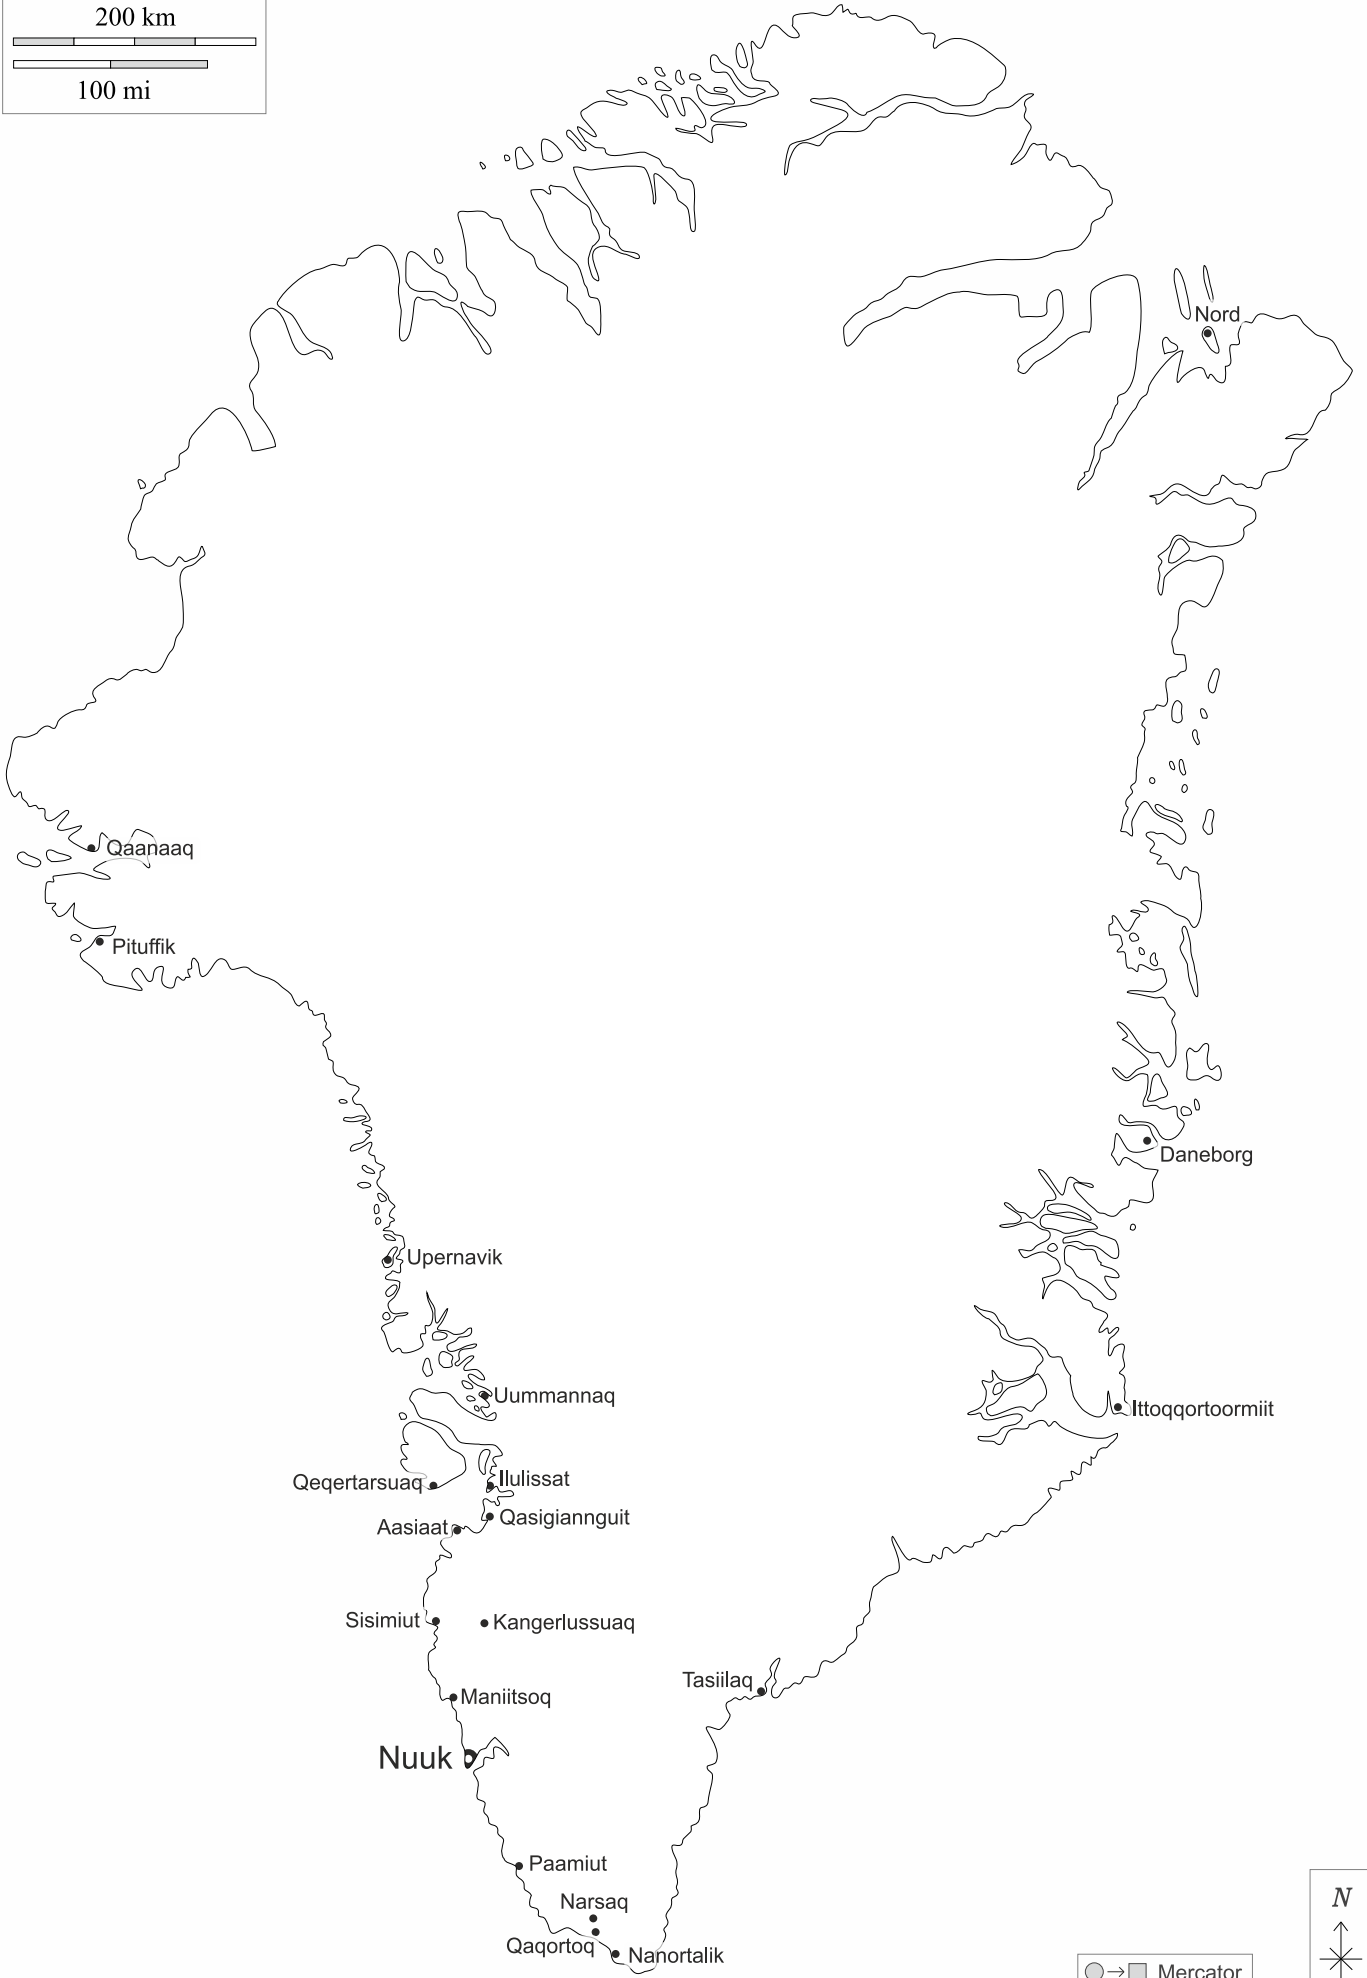 200 km
100 mi
Nord
Qaanaaq
Pituffik
Daneborg
Upernavik
Uummannaq
Ittoqqortoormiit
Qeqertarsuaq
Ilulissat
Qasigiannguit
Aasiaat
Sisimiut
Kangerlussuaq
Tasiilaq
Maniitsoq
Nuuk
Paamiut
Narsaq
Qaqortoq
Nanortalik
N
Mercator